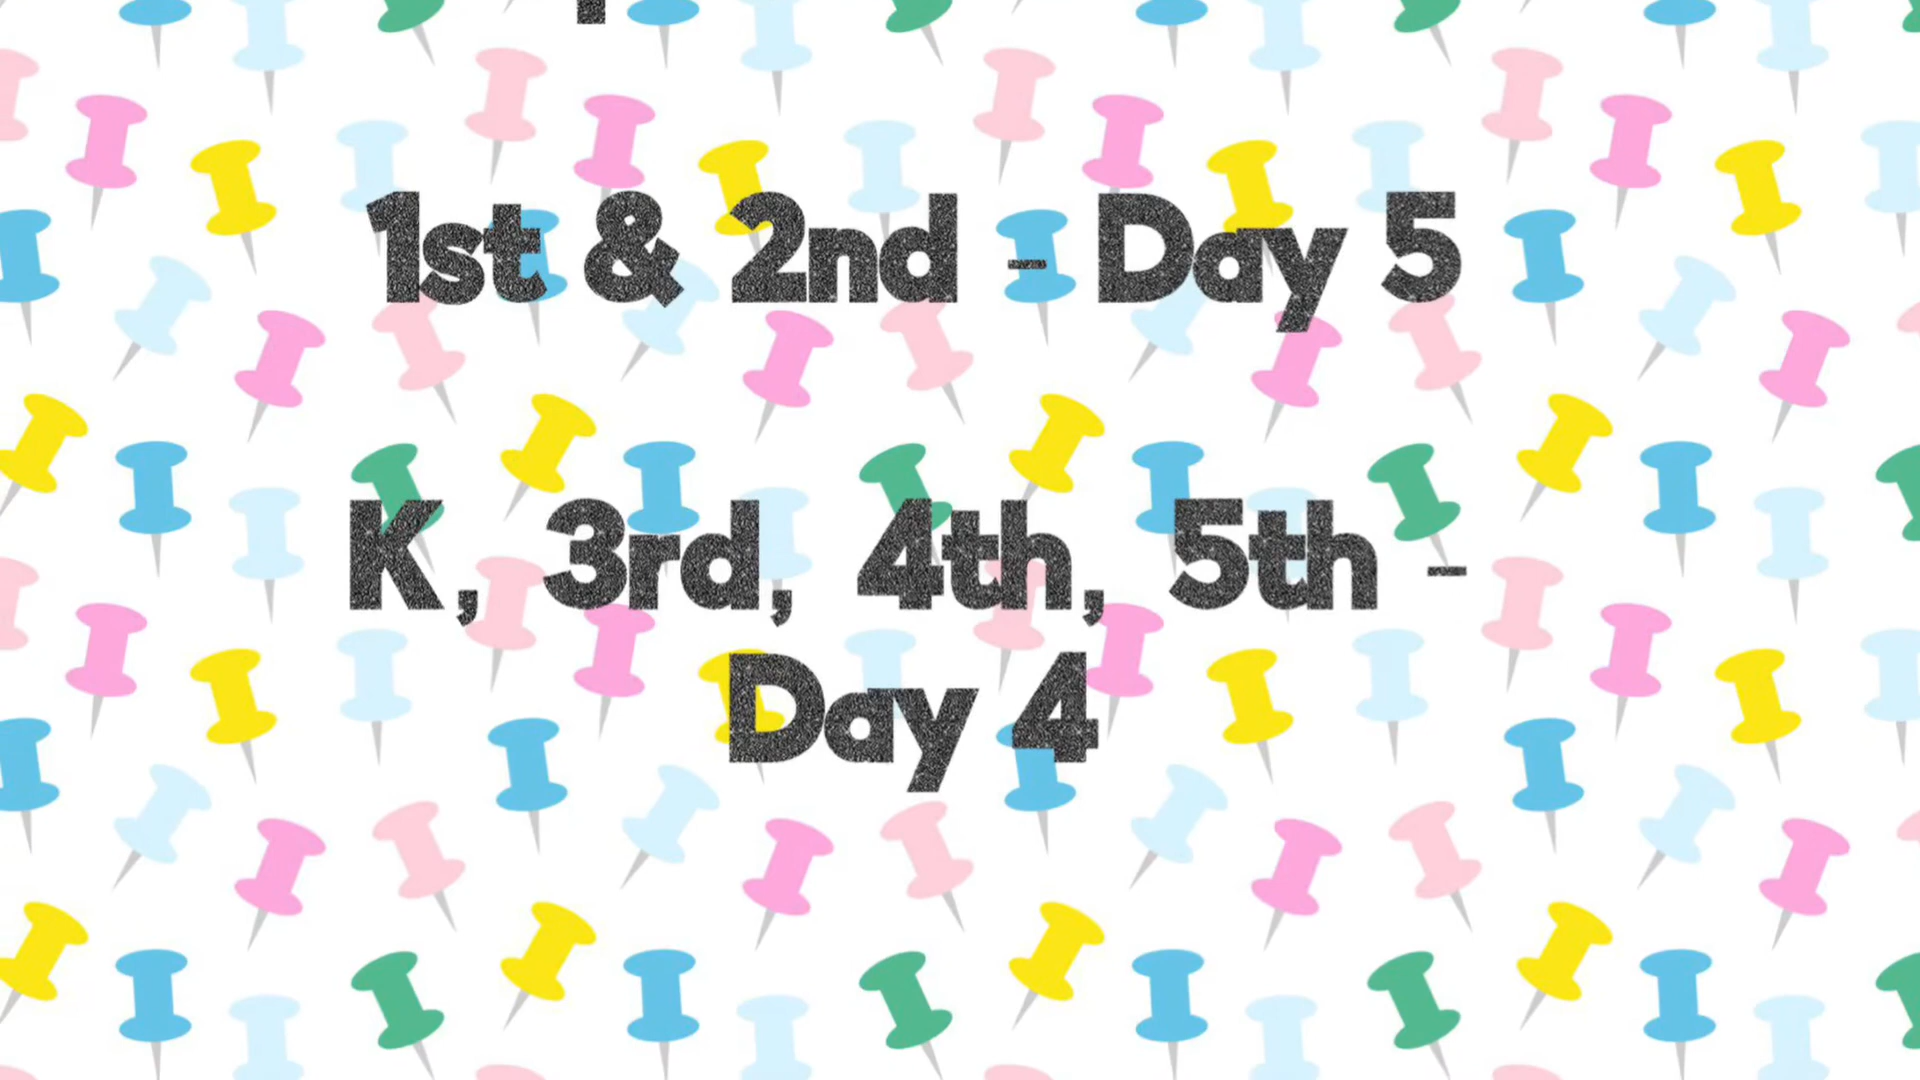 1st & 2nd - Day 5
K, 3rd, 4th, 5th -
Day 4